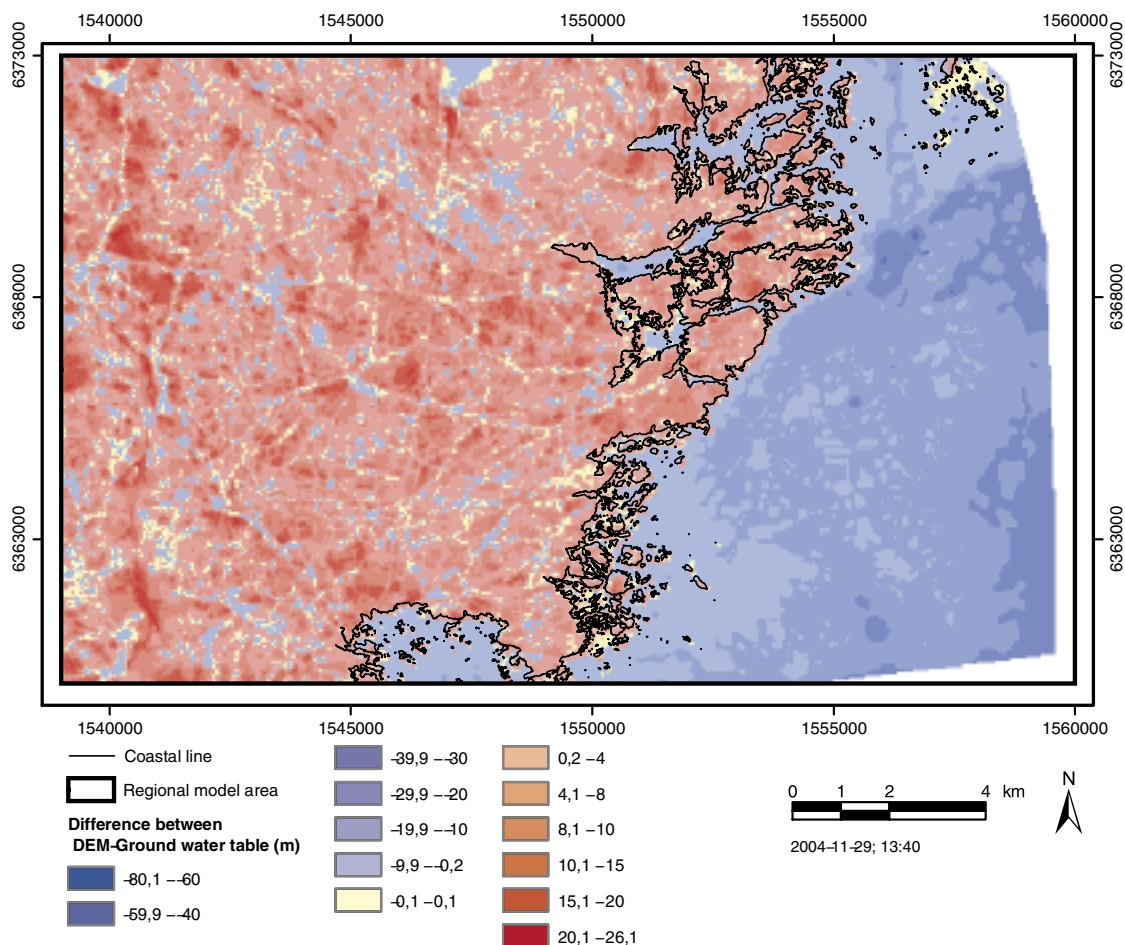 1540000 1545000 1550000 1555000 1560000
6373000 6373000
6368000 6368000
6363000 6363000
1540000 1545000 1550000 1555000 1560000
Coastal line
Regional model area
Difference between
DEM-Ground water table (m)
-80,1 --60
-59,9 --40
-39,9 --30
-29,9 --20
-19,9 --10
-9,9 --0,2
-0,1 -0,1
0,2 -4
4,1 -8
8,1 -10
10,1 -15
15,1 -20
20,1 -26,1
0 1 2 4 km
2004-11-29; 13:40
N